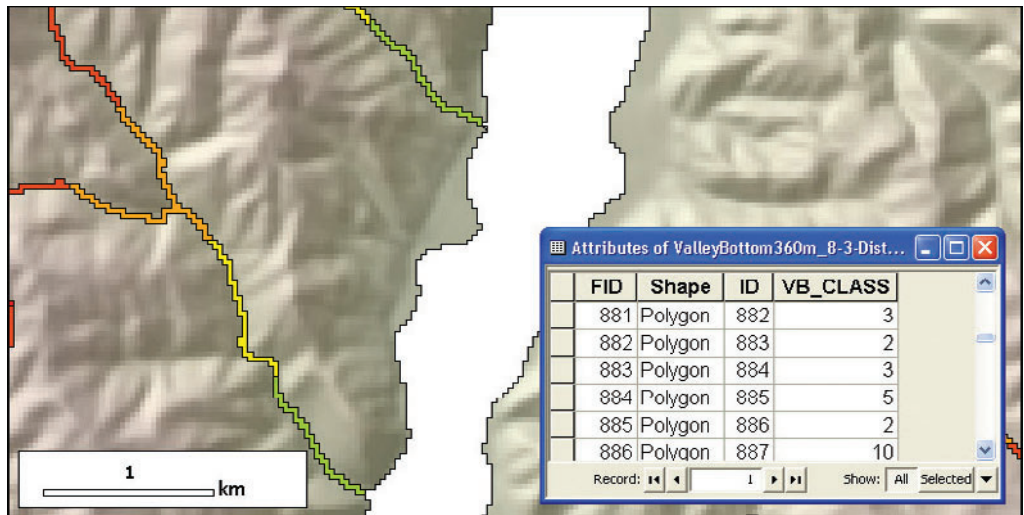 Attributes of ValleyBottom360m_8-3-Dist...
FID Shape ID VB_CLASS
881 Polygon 882 3
882 Polygon 883 2
883 Polygon 884 3
884 Polygon 885 5
885 Polygon 886 2
886 Polygon 887 10
Record: 1 Show: All Selected
1
km